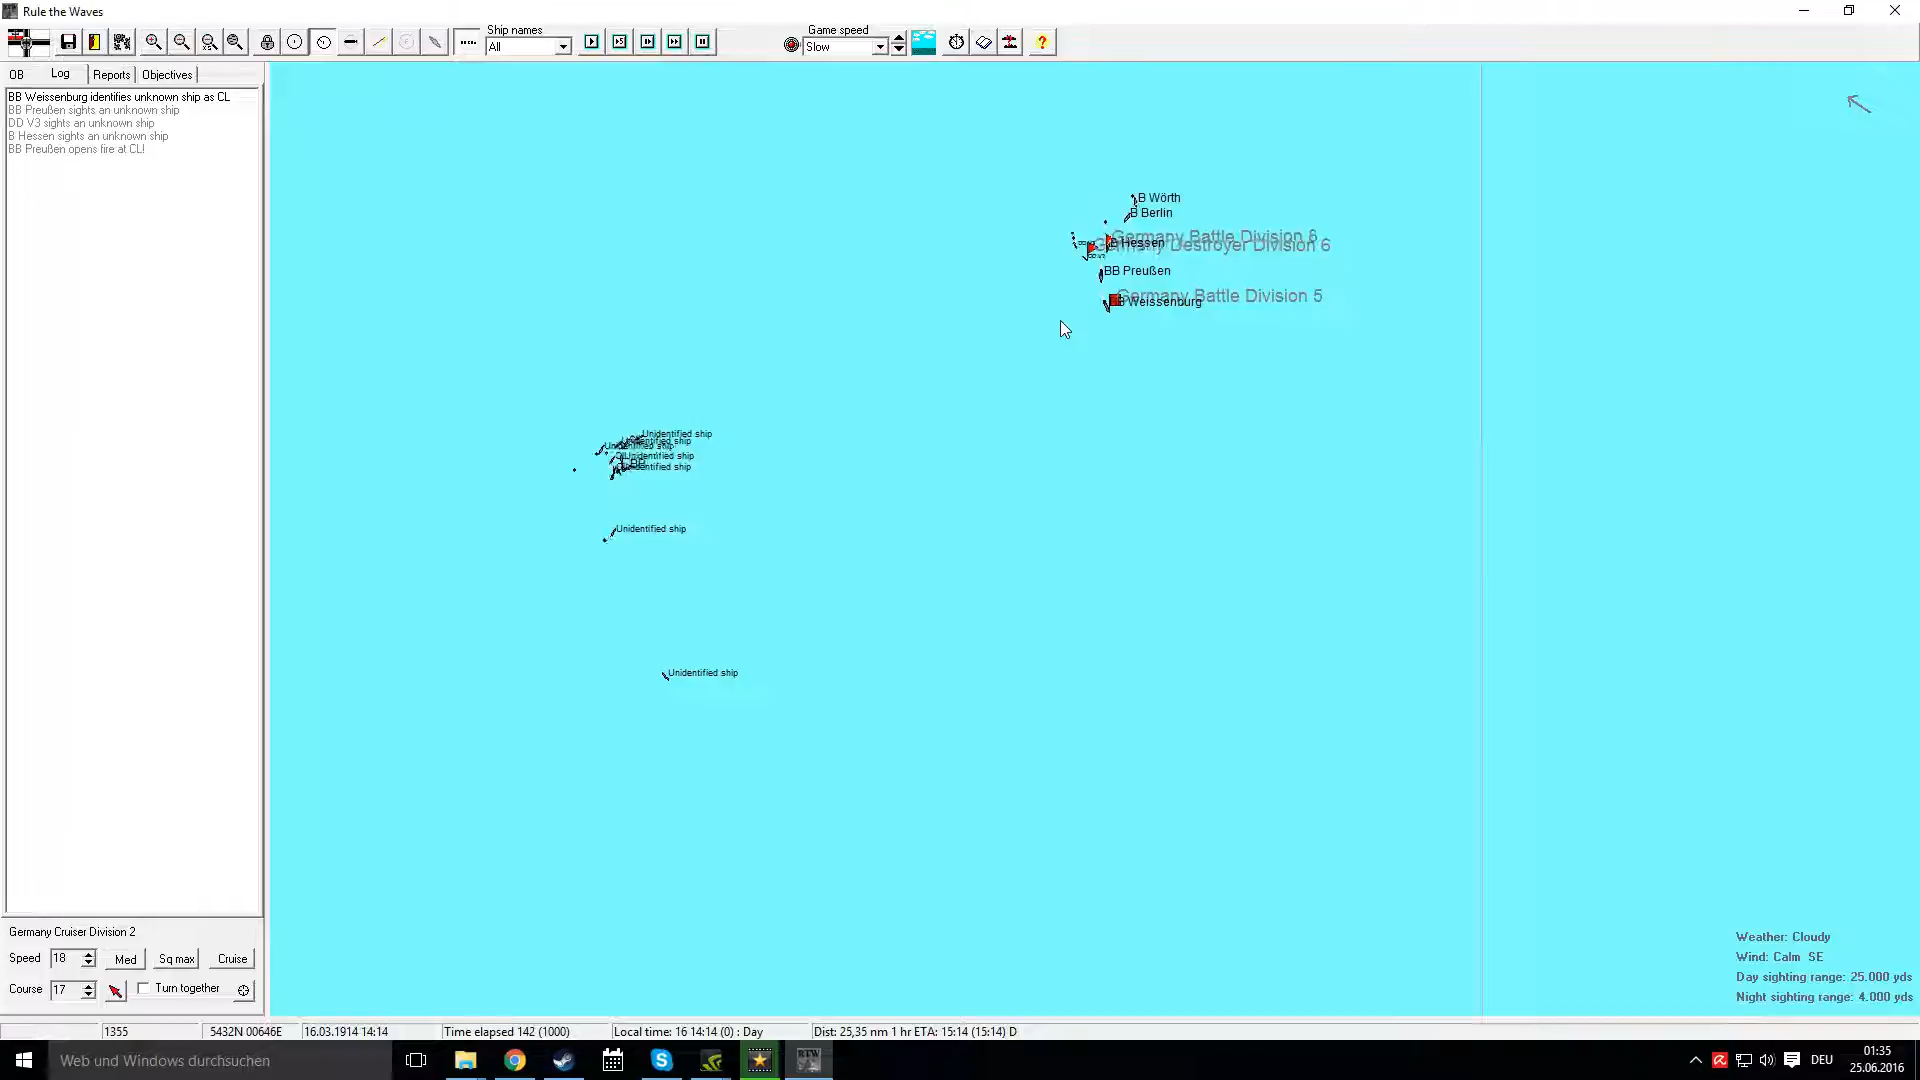 Rule the Waves
Ship names
All
Game speed
Slow
OB
Log
Reports
Objectives
BB Weissenburg identifies unknown ship as CL
BB Preußen sights an unknown ship
DD V3 sights an unknown ship
B Hessen sights an unknown ship
BB Preußen opens fire at CL!
B Wörth
B Berlin
Germany Battle Division 6
B Hessen
Germany Destroyer Division 6
BB Preußen
Germany Battle Division 5
BB Weissenburg
Unidentified ship
Unidentified ship
Unidentified ship
Unidentified ship
BB
Unidentified ship
Unidentified ship
Unidentified ship
Weather: Cloudy
Wind: Calm SE
Day sighting range: 25.000 yds
Night sighting range: 4.000 yds
Germany Cruiser Division 2
Speed 18 Med Sq max Cruise
Course 17 Turn together
1355 5432N 00646E 16.03.1914 14:14 Time elapsed 142 (1000) Local time: 16 14:14 (0) : Day Dist: 25,35 nm 1 hr ETA: 15:14 (15:14) D
Web und Windows durchsuchen
RTW
DEU
01:35
25.06.2016